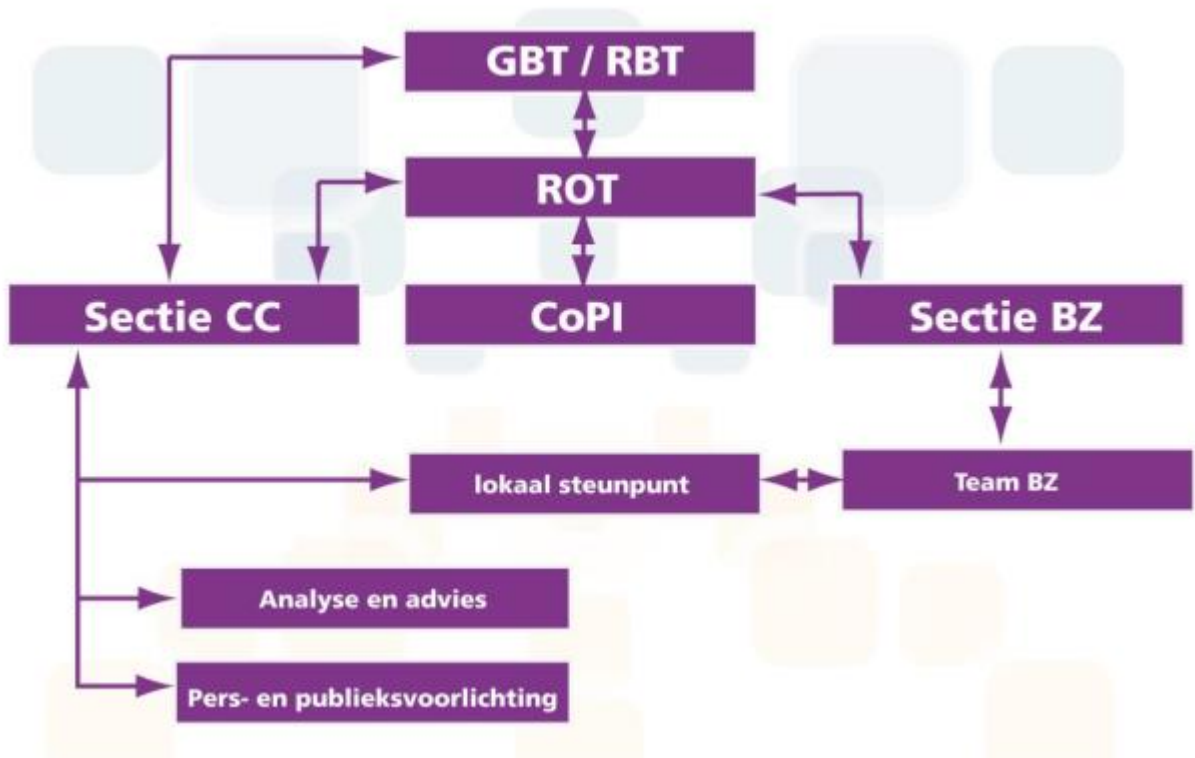 GBT / RBT
ROT
Sectie CC
CoPI
Sectie BZ
lokaal steunpunt
Team BZ
Analyse en advies
Pers- en publieksvoorlichting